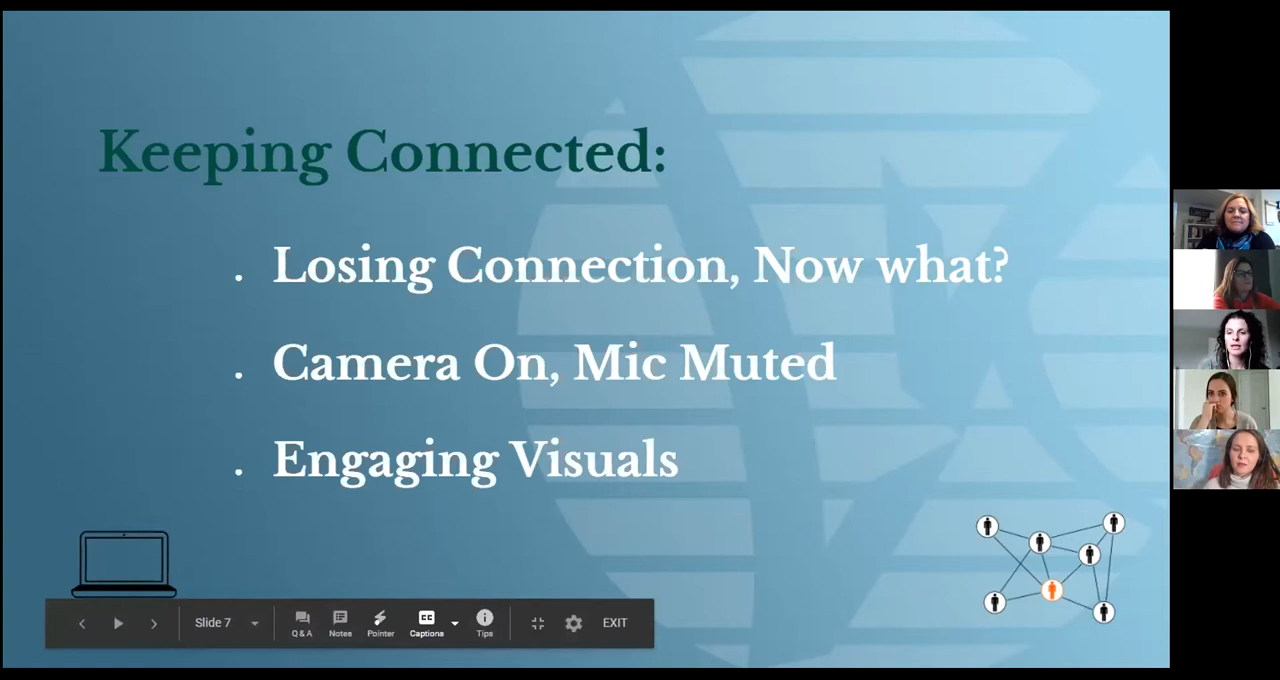 Keeping Connected:
. Losing Connection, Now what?
. Camera On, Mic Muted
. Engaging Visuals
Slide 7
Q & A
Notes
Pointer
CC
Captions
Tips
EXIT